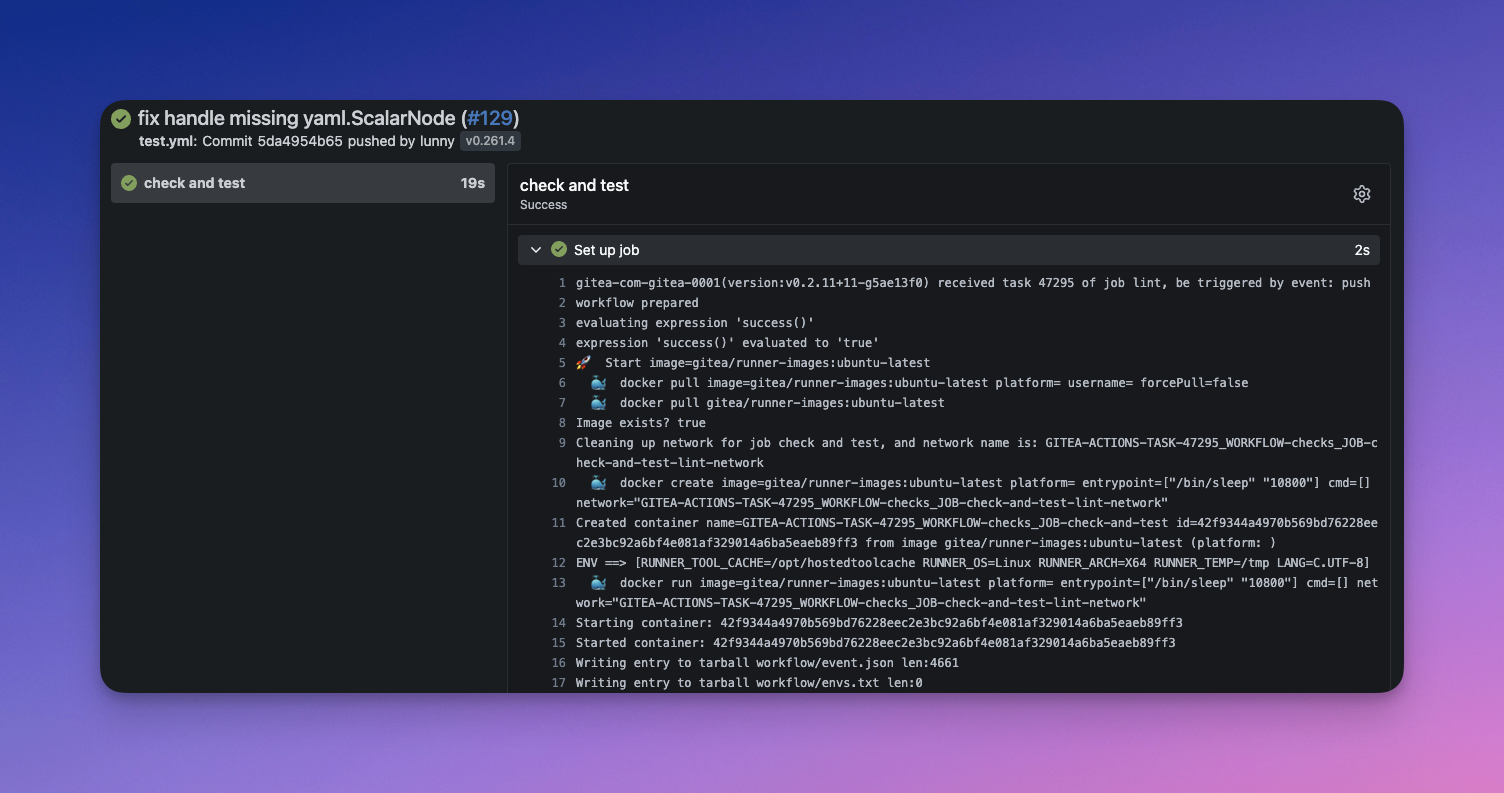 fix handle missing yaml.ScalarNode (#129)
test.yml: Commit 5da4954b65 pushed by lunny v0.261.4
check and test 19s
check and test
Success
Set up job 2s
1 gitea-com-gitea-0001(version:v0.2.11+11-g5ae13f0) received task 47295 of job lint, be triggered by event: push
2 workflow prepared
3 evaluating expression 'success()'
4 expression 'success()' evaluated to 'true'
5 🚀 Start image=gitea/runner-images:ubuntu-latest
6 🐳 docker pull image=gitea/runner-images:ubuntu-latest platform= username= forcePull=false
7 🐳 docker pull gitea/runner-images:ubuntu-latest
8 Image exists? true
9 Cleaning up network for job check and test, and network name is: GITEA-ACTIONS-TASK-47295_WORKFLOW-checks_JOB-c
heck-and-test-lint-network
10 🐳 docker create image=gitea/runner-images:ubuntu-latest platform= entrypoint=["/bin/sleep" "10800"] cmd=[]
network="GITEA-ACTIONS-TASK-47295_WORKFLOW-checks_JOB-check-and-test-lint-network"
11 Created container name=GITEA-ACTIONS-TASK-47295_WORKFLOW-checks_JOB-check-and-test id=42f9344a4970b569bd76228ee
c2e3bc92a6bf4e081af329014a6ba5eaeb89ff3 from image gitea/runner-images:ubuntu-latest (platform: )
12 ENV ==> [RUNNER_TOOL_CACHE=/opt/hostedtoolcache RUNNER_OS=Linux RUNNER_ARCH=X64 RUNNER_TEMP=/tmp LANG=C.UTF-8]
13 🐳 docker run image=gitea/runner-images:ubuntu-latest platform= entrypoint=["/bin/sleep" "10800"] cmd=[] net
work="GITEA-ACTIONS-TASK-47295_WORKFLOW-checks_JOB-check-and-test-lint-network"
14 Starting container: 42f9344a4970b569bd76228eec2e3bc92a6bf4e081af329014a6ba5eaeb89ff3
15 Started container: 42f9344a4970b569bd76228eec2e3bc92a6bf4e081af329014a6ba5eaeb89ff3
16 Writing entry to tarball workflow/event.json len:4661
17 Writing entry to tarball workflow/envs.txt len:0